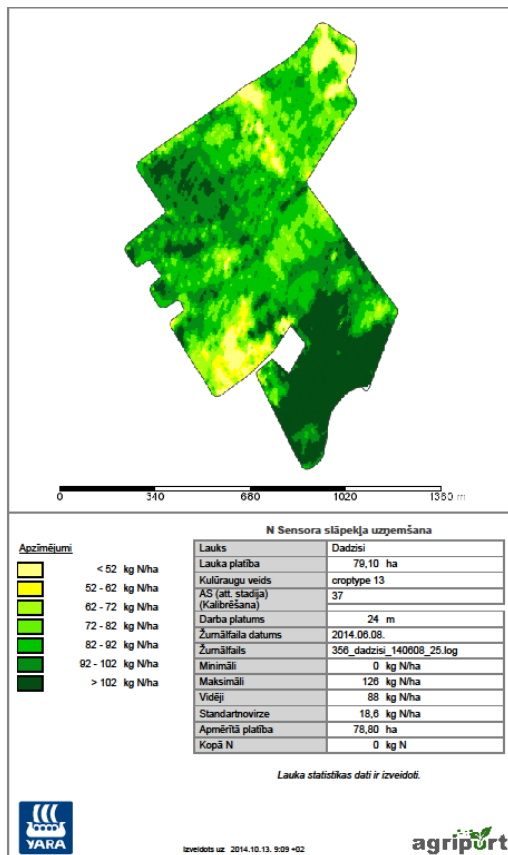 0 340 680 1020 1360 m
N Sensora slāpekļa uzņemšana
Apzīmējumi
< 52 kg N/ha
52 - 62 kg N/ha
62 - 72 kg N/ha
72 - 82 kg N/ha
82 - 92 kg N/ha
92 - 102 kg N/ha
> 102 kg N/ha
Lauks Dadzisi
Lauka platība 79,10 ha
Kulūraugu veids croptype 13
AS (att. stadija) 37
(Kalibrēšana)
Darba platums 24 m
Žurnālfaila datums 2014.06.08.
Žurnālfails 356_dadzisi_140608_25.log
Minimāli 0 kg N/ha
Maksimāli 126 kg N/ha
Vidēji 88 kg N/ha
Standartnovirze 18,6 kg N/ha
Apmērītā platība 78,80 ha
Kopā N 0 kg N
Lauka statistikas dati ir izveidoti.
YARA
Izveidots uz 2014.10.13. 9:09 +02
agriport